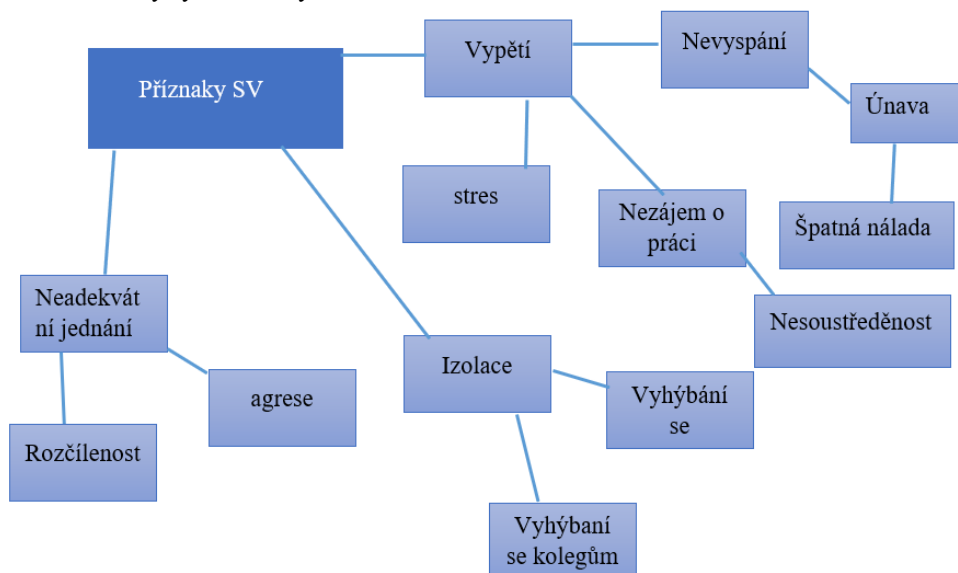 Příznaky SV
Vypětí
Nevyspání
Únava
stres
Nezájem o
práci
Špatná nálada
Nesoustředěnost
Neadekvát
ní jednání
agrese
Rozčílenost
Izolace
Vyhýbání
se
Vyhýbaní
se kolegům